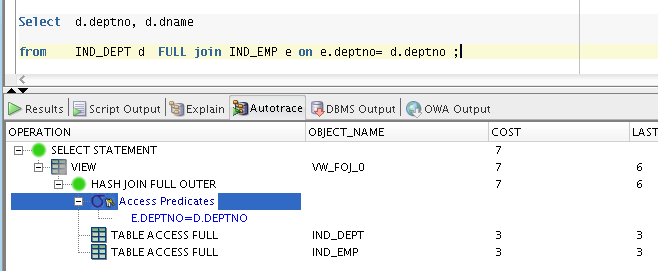 Select d.deptno, d.dname
from IND_DEPT d FULL join IND_EMP e on e.deptno= d.deptno ;
Results Script Output Explain Autotrace DBMS Output OWA Output
OPERATION OBJECT_NAME COST LAST
SELECT STATEMENT 7
VIEW VW_FOJ_0 7 6
HASH JOIN FULL OUTER 7 6
Access Predicates
E.DEPTNO=D.DEPTNO
TABLE ACCESS FULL IND_DEPT 3 3
TABLE ACCESS FULL IND_EMP 3 3